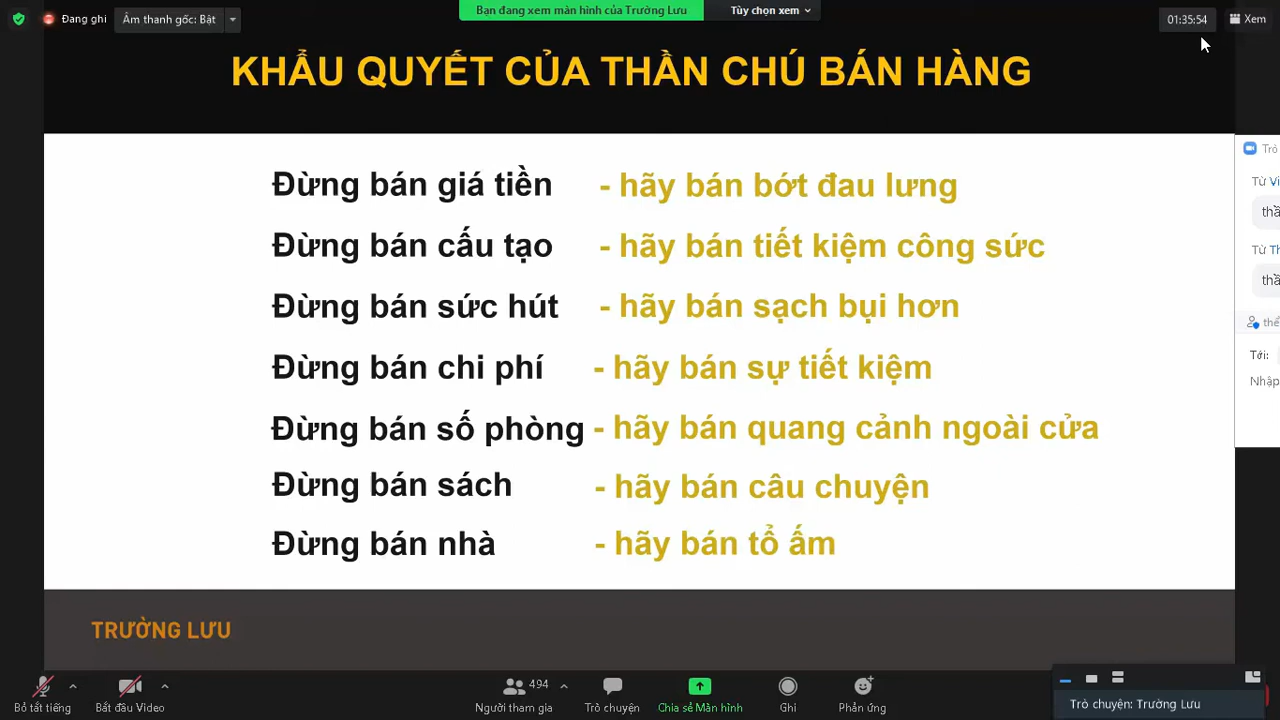 Đang ghi
Âm thanh gốc: Bật
Bạn đang xem màn hình của Trường Lưu
Tùy chọn xem
01:35:54
Xem
KHẨU QUYẾT CỦA THẦN CHÚ BÁN HÀNG
Đừng bán giá tiền - hãy bán bớt đau lưng
Đừng bán cấu tạo - hãy bán tiết kiệm công sức
Đừng bán sức hút - hãy bán sạch bụi hơn
Đừng bán chi phí - hãy bán sự tiết kiệm
Đừng bán số phòng - hãy bán quang cảnh ngoài cửa
Đừng bán sách - hãy bán câu chuyện
Đừng bán nhà - hãy bán tổ ấm
TRƯỜNG LƯU
Từ
Từ
Tới:
Nhập
Bỏ tắt tiếng
Bắt đầu Video
494
Người tham gia
Trò chuyện
Chia sẻ Màn hình
Ghi
Phản ứng
Trò chuyện: Trường Lưu